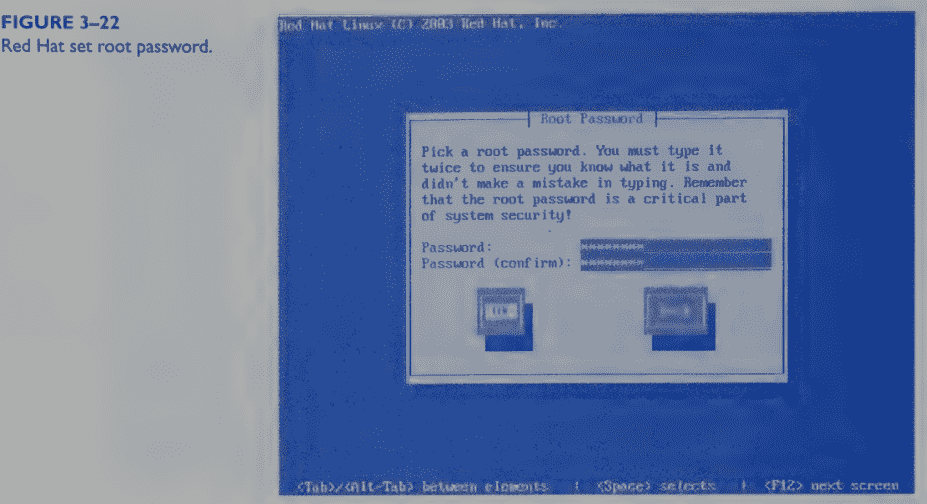 FIGURE 3–22
Red Hat set root password.
Red Hat Linux (C) 2003 Red Hat, Inc.
Root Password
Pick a root password. You must type it
twice to ensure you know what it is and
didn't make a mistake in typing. Remember
that the root password is a critical part
of system security!
Password: ********
Password (confirm): ********
<Tab>/<Alt-Tab> between elements | <Space> selects | <F12> next screen